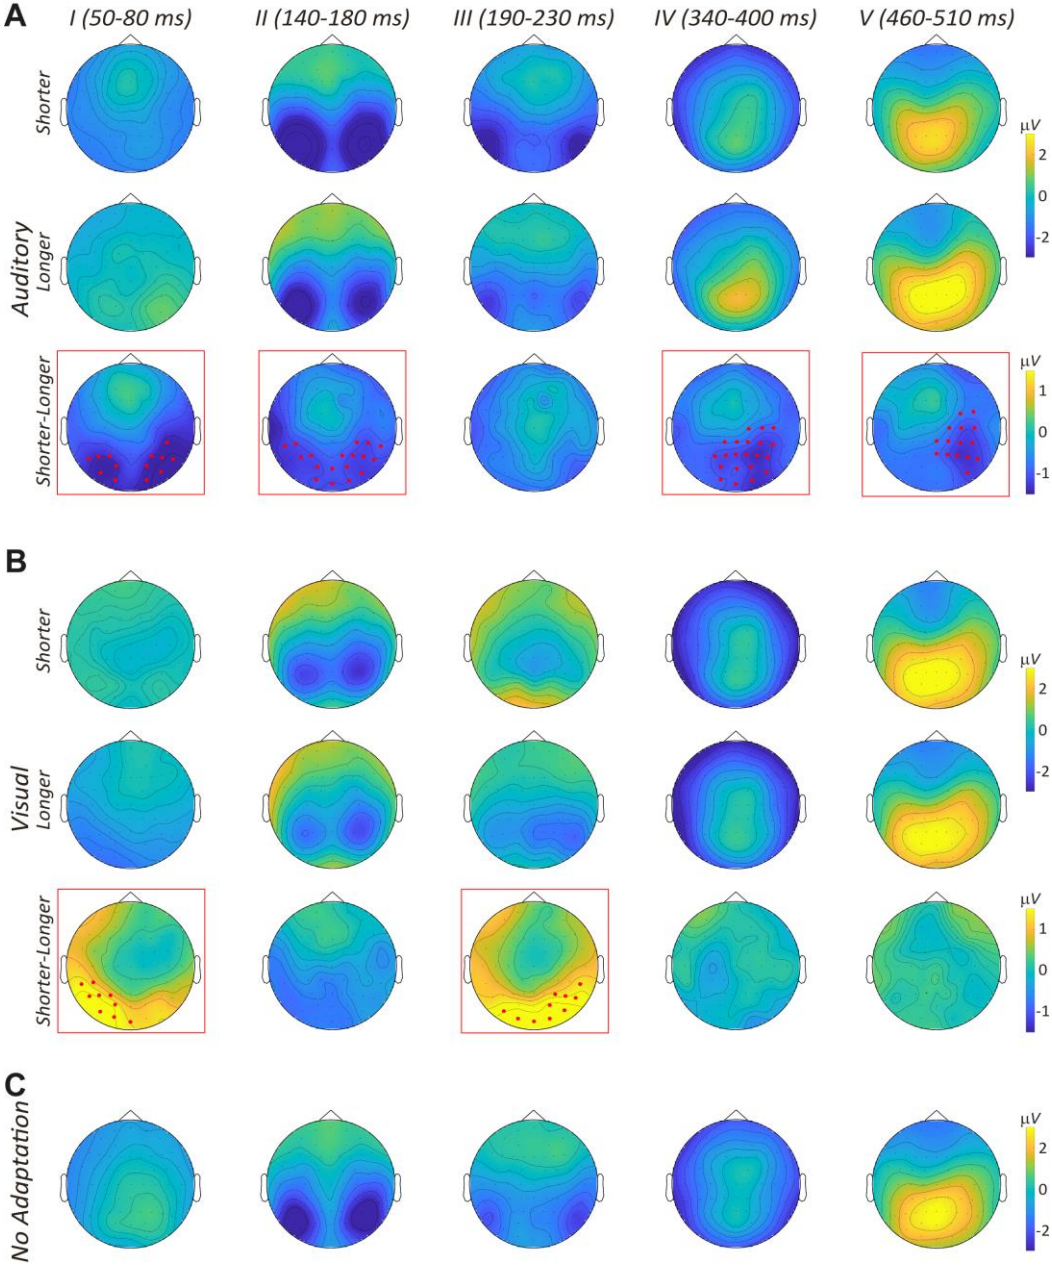 A
I (50-80 ms) II (140-180 ms) III (190-230 ms) IV (340-400 ms) V (460-510 ms)
Shorter
μV
2
0
-2
Auditory
Longer
Shorter-Longer
μV
1
0
-1
B
Shorter
μV
2
0
-2
Visual
Longer
Shorter-Longer
μV
1
0
-1
C
No Adaptation
μV
2
0
-2